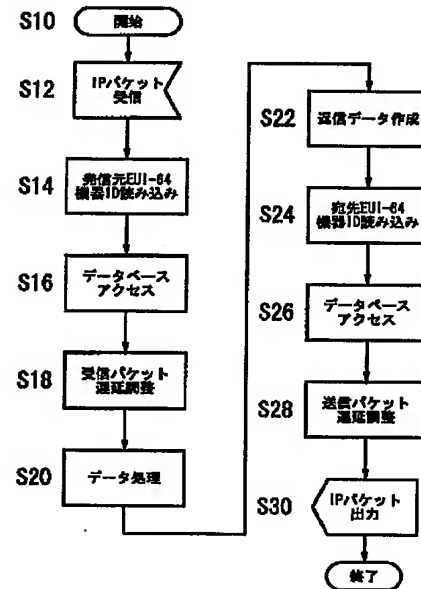 S10
開始
S12
IPパケット
受信
S14
発信元EUI-64
機器ID読み込み
S16
データベース
アクセス
S18
受信パケット
遅延調整
S20
データ処理
S22
返信データ作成
S24
宛先EUI-64
機器ID読み込み
S26
データベース
アクセス
S28
送信パケット
遅延調整
S30
IPパケット
出力
終了